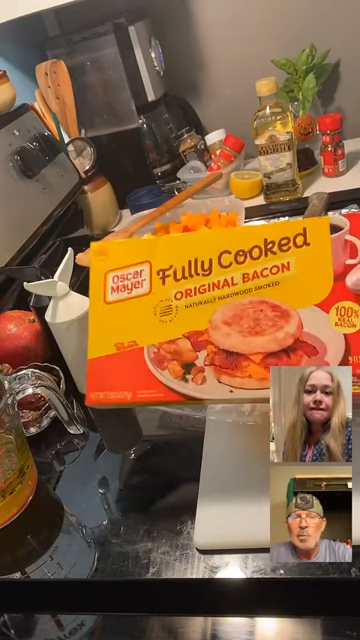 Oscar
Mayer
Fully Cooked
ORIGINAL BACON
NATURALLY HARDWOOD SMOKED
100%
REAL
BACON